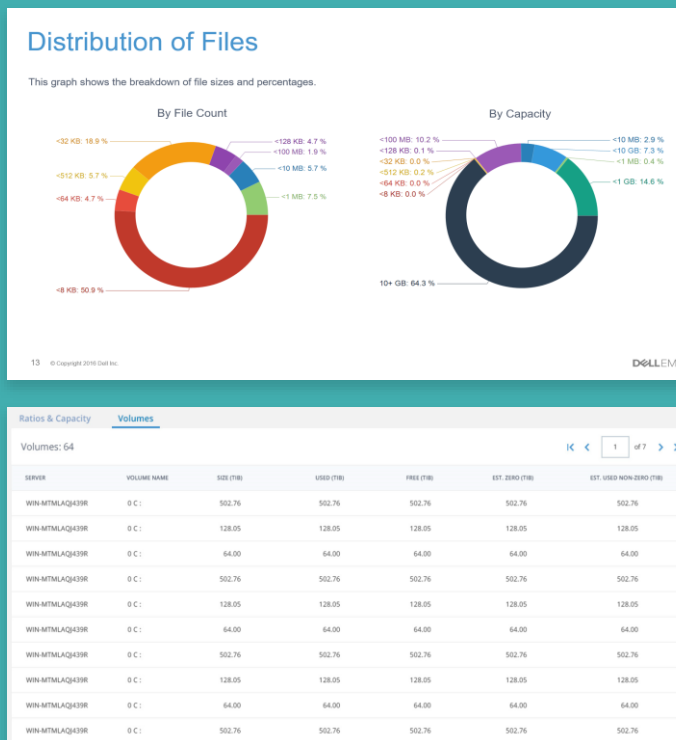 Distribution of Files
This graph shows the breakdown of file sizes and percentages.
By File Count
<32 KB: 18.9 %
<512 KB: 5.7 %
<64 KB: 4.7 %
<8 KB: 50.9 %
<128 KB: 4.7 %
<100 MB: 1.9 %
<10 MB: 5.7 %
<1 MB: 7.5 %
By Capacity
<100 MB: 10.2 %
<128 KB: 0.1 %
<32 KB: 0.0 %
<512 KB: 0.2 %
<64 KB: 0.0 %
<8 KB: 0.0 %
10+ GB: 64.3 %
<10 MB: 2.9 %
<10 GB: 7.3 %
<1 MB: 0.4 %
<1 GB: 14.6 %
13 © Copyright 2016 Dell Inc.
DELLEM
Ratios & Capacity Volumes
Volumes: 64
1 of 7
SERVER VOLUME NAME SIZE (TIB) USED (TIB) FREE (TIB) EST. ZERO (TIB) EST. USED NON-ZERO (TIB)
WIN-MTMLAQJ439R 0 C : 502.76 502.76 502.76 502.76 502.76
WIN-MTMLAQJ439R 0 C : 128.05 128.05 128.05 128.05 128.05
WIN-MTMLAQJ439R 0 C : 64.00 64.00 64.00 64.00 64.00
WIN-MTMLAQJ439R 0 C : 502.76 502.76 502.76 502.76 502.76
WIN-MTMLAQJ439R 0 C : 128.05 128.05 128.05 128.05 128.05
WIN-MTMLAQJ439R 0 C : 64.00 64.00 64.00 64.00 64.00
WIN-MTMLAQJ439R 0 C : 502.76 502.76 502.76 502.76 502.76
WIN-MTMLAQJ439R 0 C : 128.05 128.05 128.05 128.05 128.05
WIN-MTMLAQJ439R 0 C : 64.00 64.00 64.00 64.00 64.00
WIN-MTMLAQJ439R 0 C : 502.76 502.76 502.76 502.76 502.76